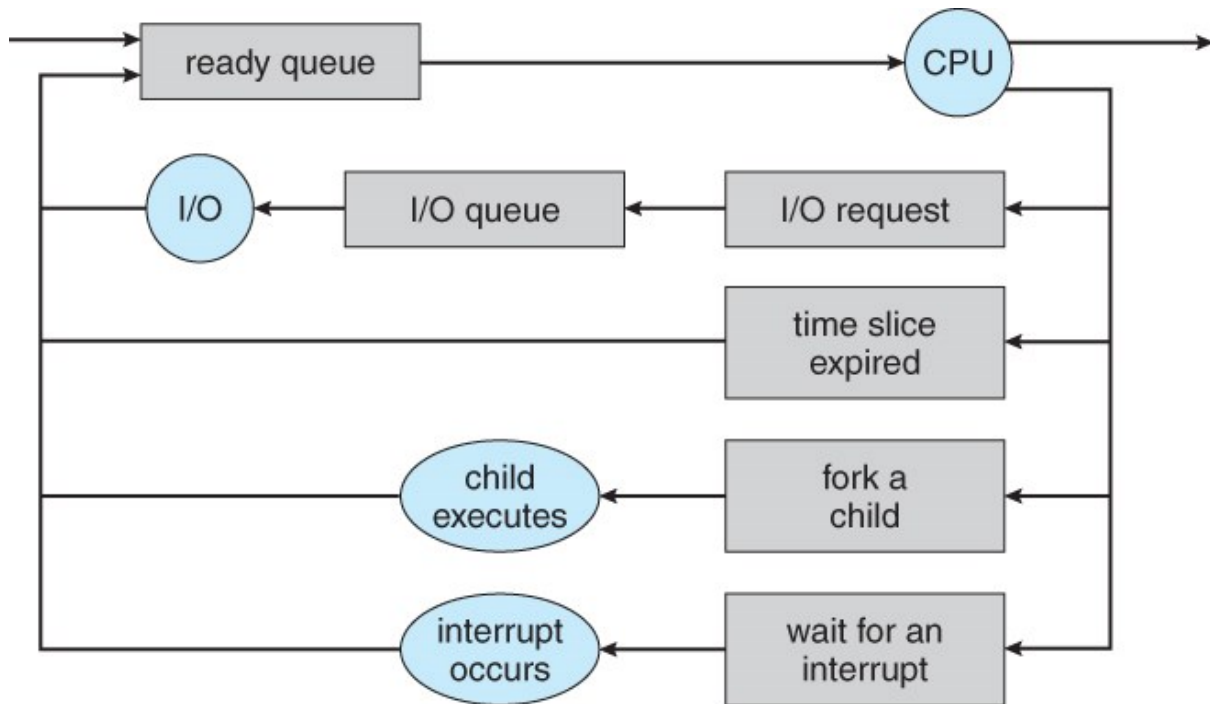 ready queue
CPU
I/O
I/O queue
I/O request
time slice
expired
child
executes
fork a
child
interrupt
occurs
wait for an
interrupt